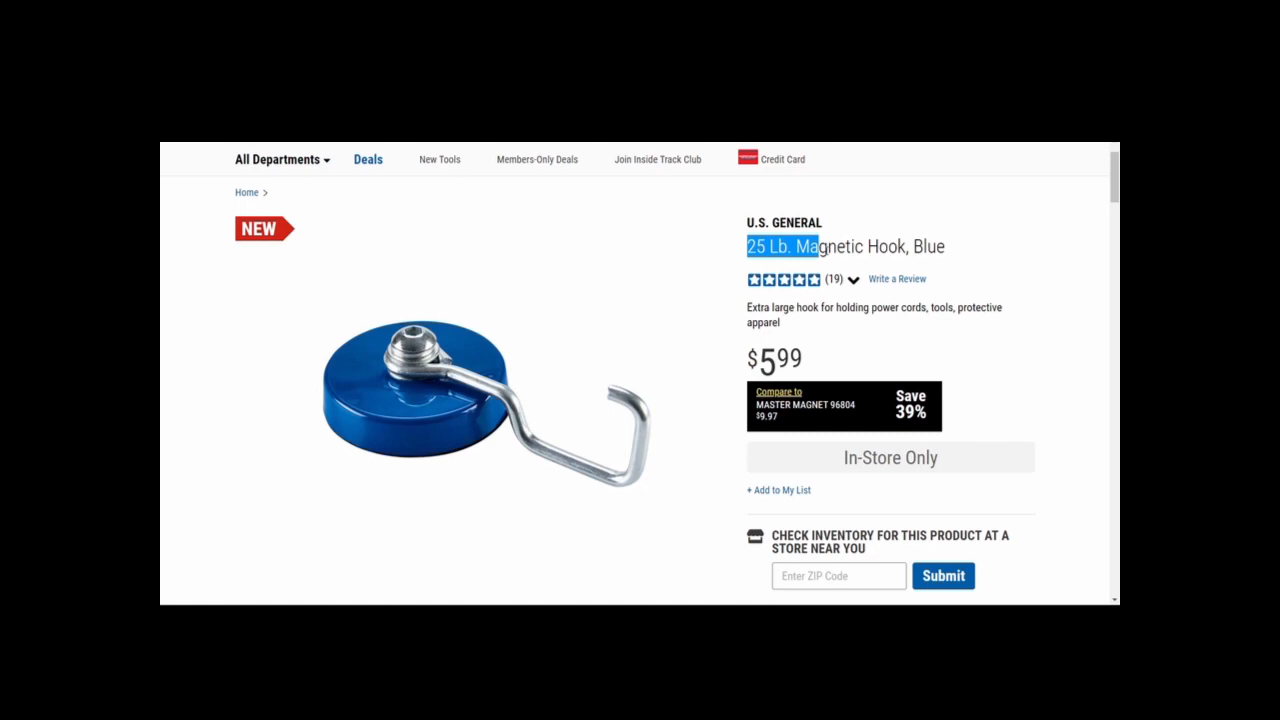 All Departments
Deals
New Tools
Members-Only Deals
Join Inside Track Club
Credit Card
Home >
NEW
U.S. GENERAL
25 Lb. Magnetic Hook, Blue
(19)
Write a Review
Extra large hook for holding power cords, tools, protective
apparel
$5.99
Compare to
MASTER MAGNET 96804
$9.97
Save
39%
In-Store Only
+ Add to My List
CHECK INVENTORY FOR THIS PRODUCT AT A
STORE NEAR YOU
Enter ZIP Code
Submit